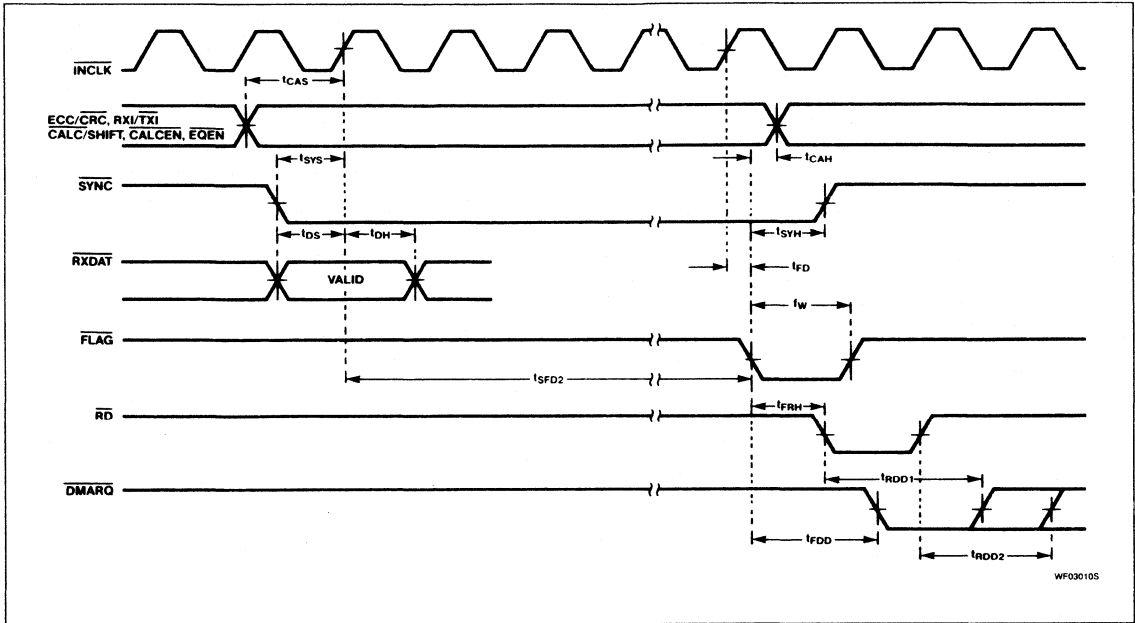 INCLK
tCAS
ECC/CRC, RXI/TXI
CALC/SHIFT, CALCEN, EQEN
tSYS
tCAH
SYNC
tDS
tDH
tSYH
RXDAT
VALID
tFD
tW
FLAG
tSFD2
RD
tFRH
tRDD1
DMARQ
tFDD
tRDD2
WF03010S